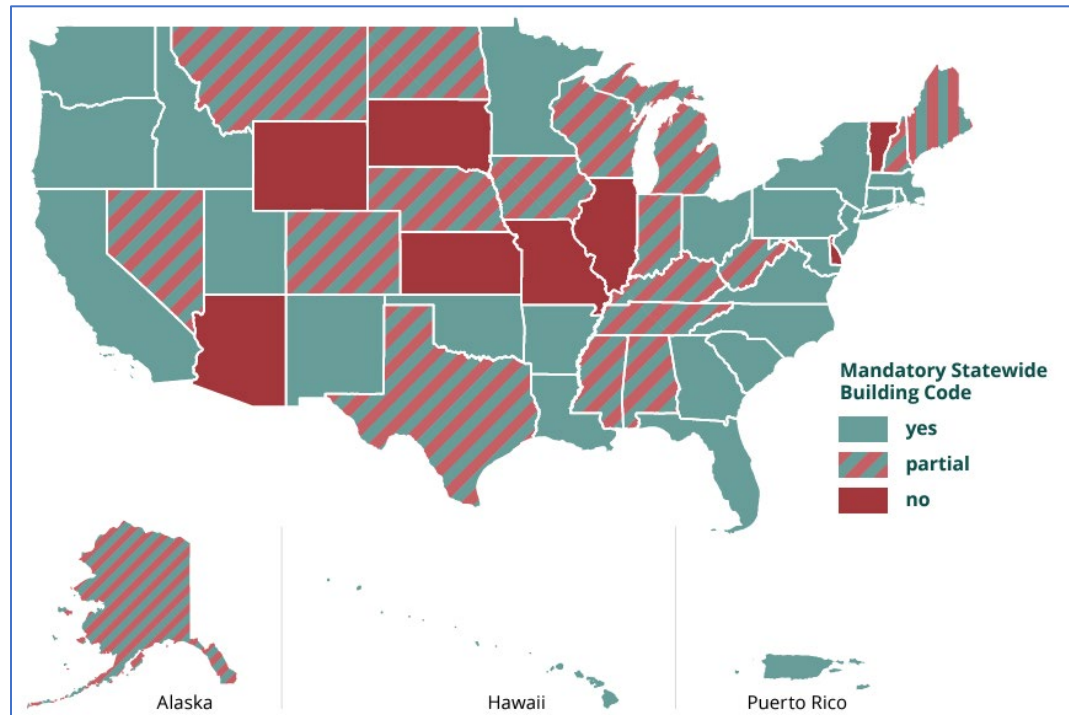 Mandatory Statewide
Building Code
yes
partial
no
Alaska
Hawaii
Puerto Rico